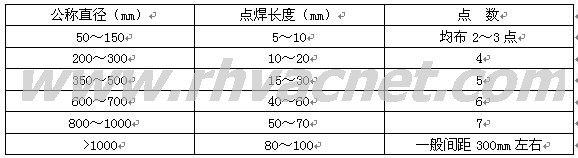 公称直径（mm） 点焊长度（mm） 点 数
50～150 5～10 均布 2～3 点
200～300 10～20 4
350～500 15～30 5
600～700 40～60 6
800～1000 50～70 7
>1000 80～100 一般间距 300mm 左右
www.rhvacnet.com